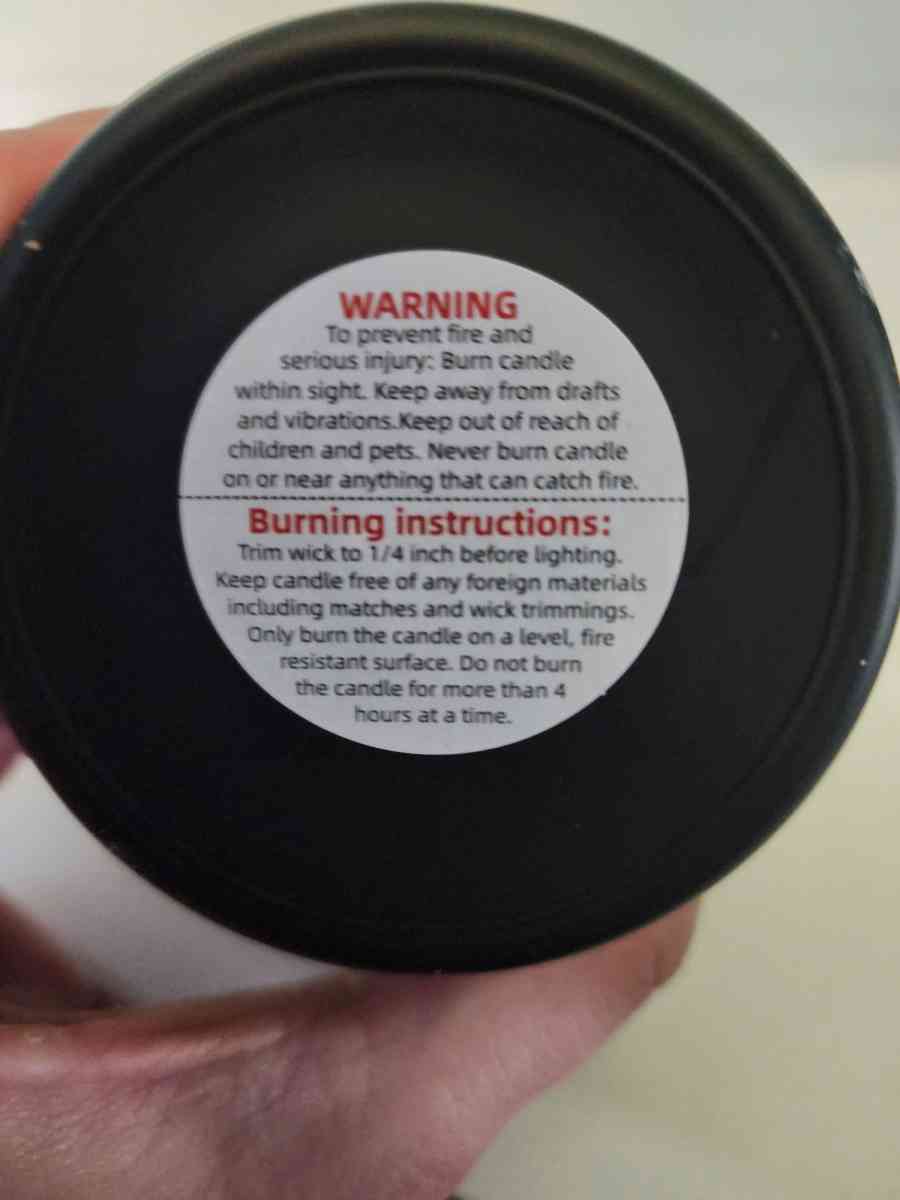 WARNING
To prevent fire and
serious injury: Burn candle
within sight. Keep away from drafts
and vibrations.Keep out of reach of
children and pets. Never burn candle
on or near anything that can catch fire.
Burning instructions:
Trim wick to 1/4 inch before lighting.
Keep candle free of any foreign materials
including matches and wick trimmings.
Only burn the candle on a level, fire
resistant surface. Do not burn
the candle for more than 4
hours at a time.